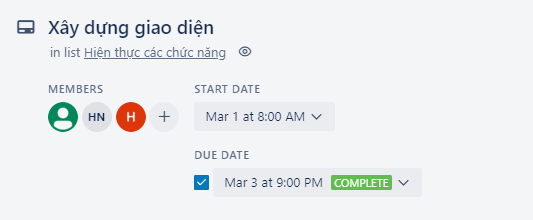 Xây dựng giao diện
in list Hiện thực các chức năng
MEMBERS
HN
H
START DATE
Mar 1 at 8:00 AM
DUE DATE
Mar 3 at 9:00 PM COMPLETE